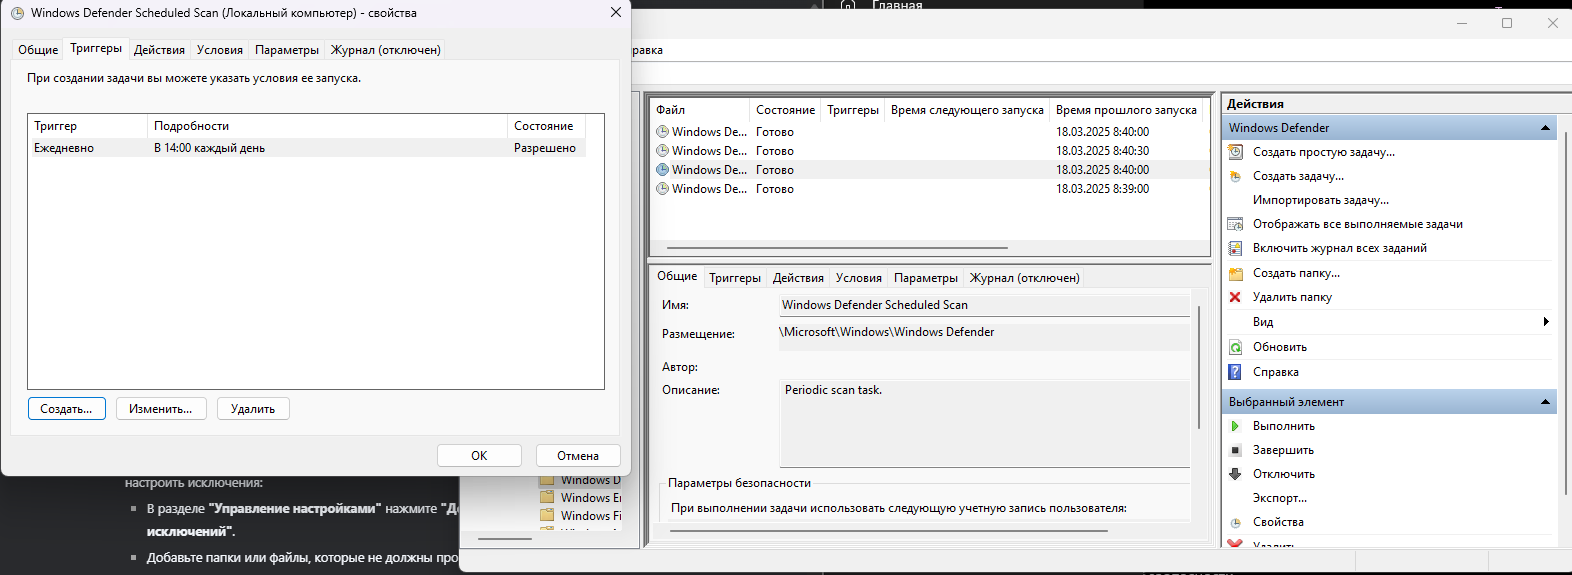 Windows Defender Scheduled Scan (Локальный компьютер) - свойства
Общие Триггеры Действия Условия Параметры Журнал (отключен)
При создании задачи вы можете указать условия ее запуска.
Триггер Подробности Состояние
Ежедневно В 14:00 каждый день Разрешено
Создать... Изменить... Удалить
ОК Отмена
настроить исключения:
В разделе "Управление настройками" нажмите
исключений".
Добавьте папки или файлы, которые не должны
Главная
Файл Состояние Триггеры Время следующего запуска Время прошлого запуска
Windows De... Готово 18.03.2025 8:40:00
Windows De... Готово 18.03.2025 8:40:30
Windows De... Готово 18.03.2025 8:40:00
Windows De... Готово 18.03.2025 8:39:00
Общие Триггеры Действия Условия Параметры Журнал (отключен)
Имя: Windows Defender Scheduled Scan
Размещение: \Microsoft\Windows\Windows Defender
Автор:
Описание: Periodic scan task.
Параметры безопасности
При выполнении задачи использовать следующую учетную запись пользователя:
Windows D
Windows Er
Windows Fi
Действия
Windows Defender
Создать простую задачу...
Создать задачу...
Импортировать задачу...
Отображать все выполняемые задачи
Включить журнал всех заданий
Создать папку...
Удалить папку
Вид
Обновить
Справка
Выбранный элемент
Выполнить
Завершить
Отключить
Экспорт...
Свойства
Удалить